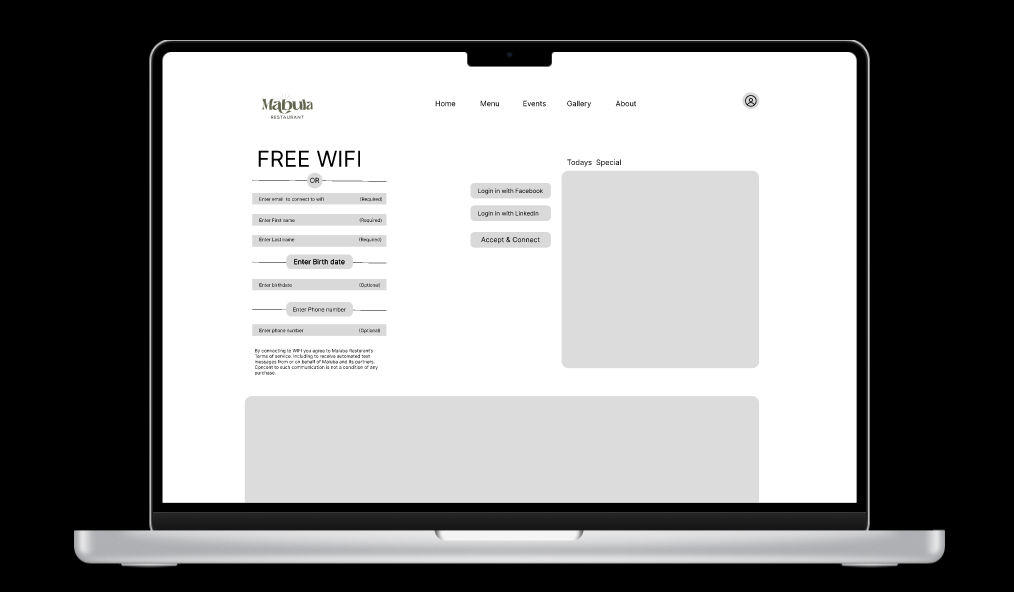 Mabula
RESTAURANT
Home
Menu
Events
Gallery
About
FREE WIFI
OR
Enter email to connect to wifi (Required)
Enter First name (Required)
Enter Last name (Required)
Enter Birth date
Enter birthdate (Optional)
Enter Phone number
Enter phone number (Optional)
By connecting to WIFI you agree to Maruba Restarant's
Terms of service. Including to receive automated text
messages from or on behalf of Maruba and its partners.
Concent to such communication is not a condition of any
purchase.
Login in with Facebook
Login in with Linkedin
Accept & Connect
Todays Special